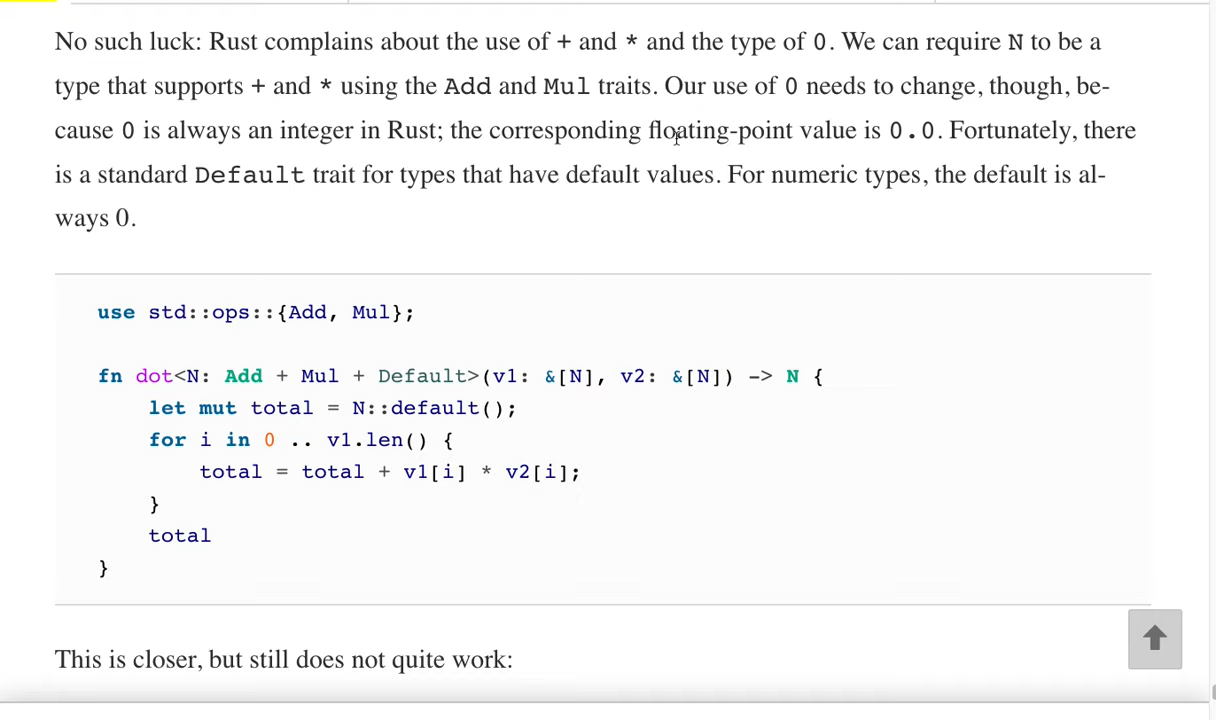 No such luck: Rust complains about the use of + and * and the type of 0. We can require N to be a
type that supports + and * using the Add and Mul traits. Our use of 0 needs to change, though, be-
cause 0 is always an integer in Rust; the corresponding floating-point value is 0.0. Fortunately, there
is a standard Default trait for types that have default values. For numeric types, the default is al-
ways 0.
use std::ops::{Add, Mul};
fn dot<N: Add + Mul + Default>(v1: &[N], v2: &[N]) -> N {
    let mut total = N::default();
    for i in 0 .. v1.len() {
        total = total + v1[i] * v2[i];
    }
    total
}
This is closer, but still does not quite work: